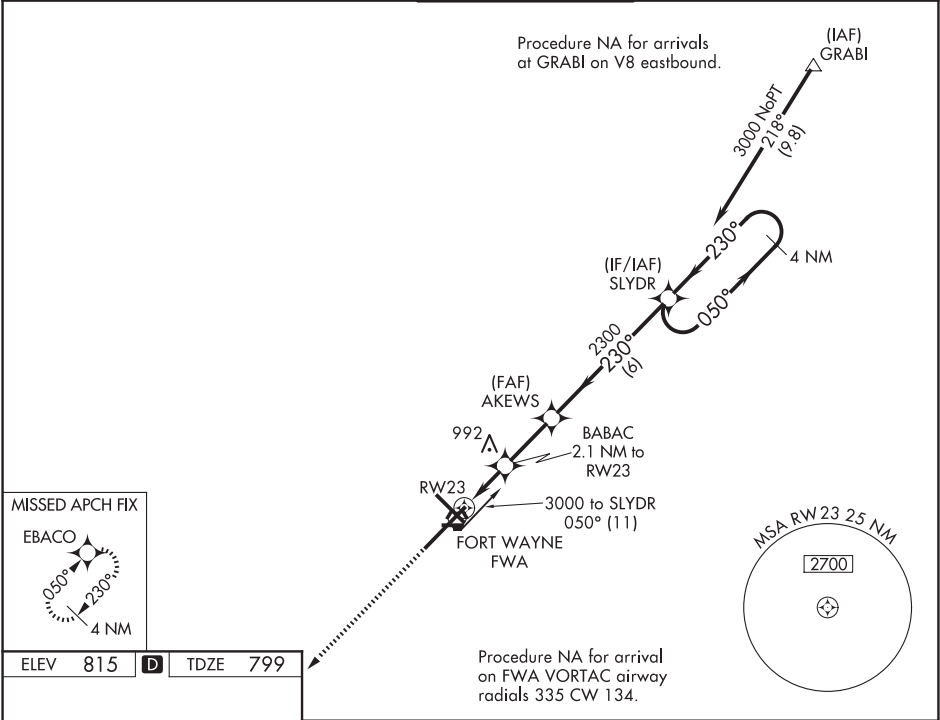 Procedure NA for arrivals
at GRABI on V8 eastbound.
(IAF)
GRABI
3000 NoPT
218°
(9.8)
230°
4 NM
(IF/IAF)
SLYDR
050°
2300
230°
(6)
(FAF)
AKEWS
992
BABAC
2.1 NM to
RW23
RW23
3000 to SLYDR
050° (11)
FORT WAYNE
FWA
MISSED APCH FIX
EBACO
050°
230°
4 NM
MSA RW23 25 NM
2700
ELEV 815 D TDZE 799
Procedure NA for arrival
on FWA VORTAC airway
radials 335 CW 134.